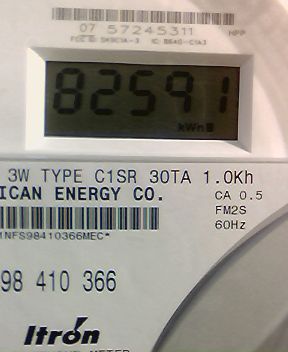 07 57245311
82591
kWh
3W TYPE C1SR 30TA 1.0Kh
ICAN ENERGY CO.
CA 0.5
FM2S
60Hz
NFS98410366MEC*
98 410 366
Itron